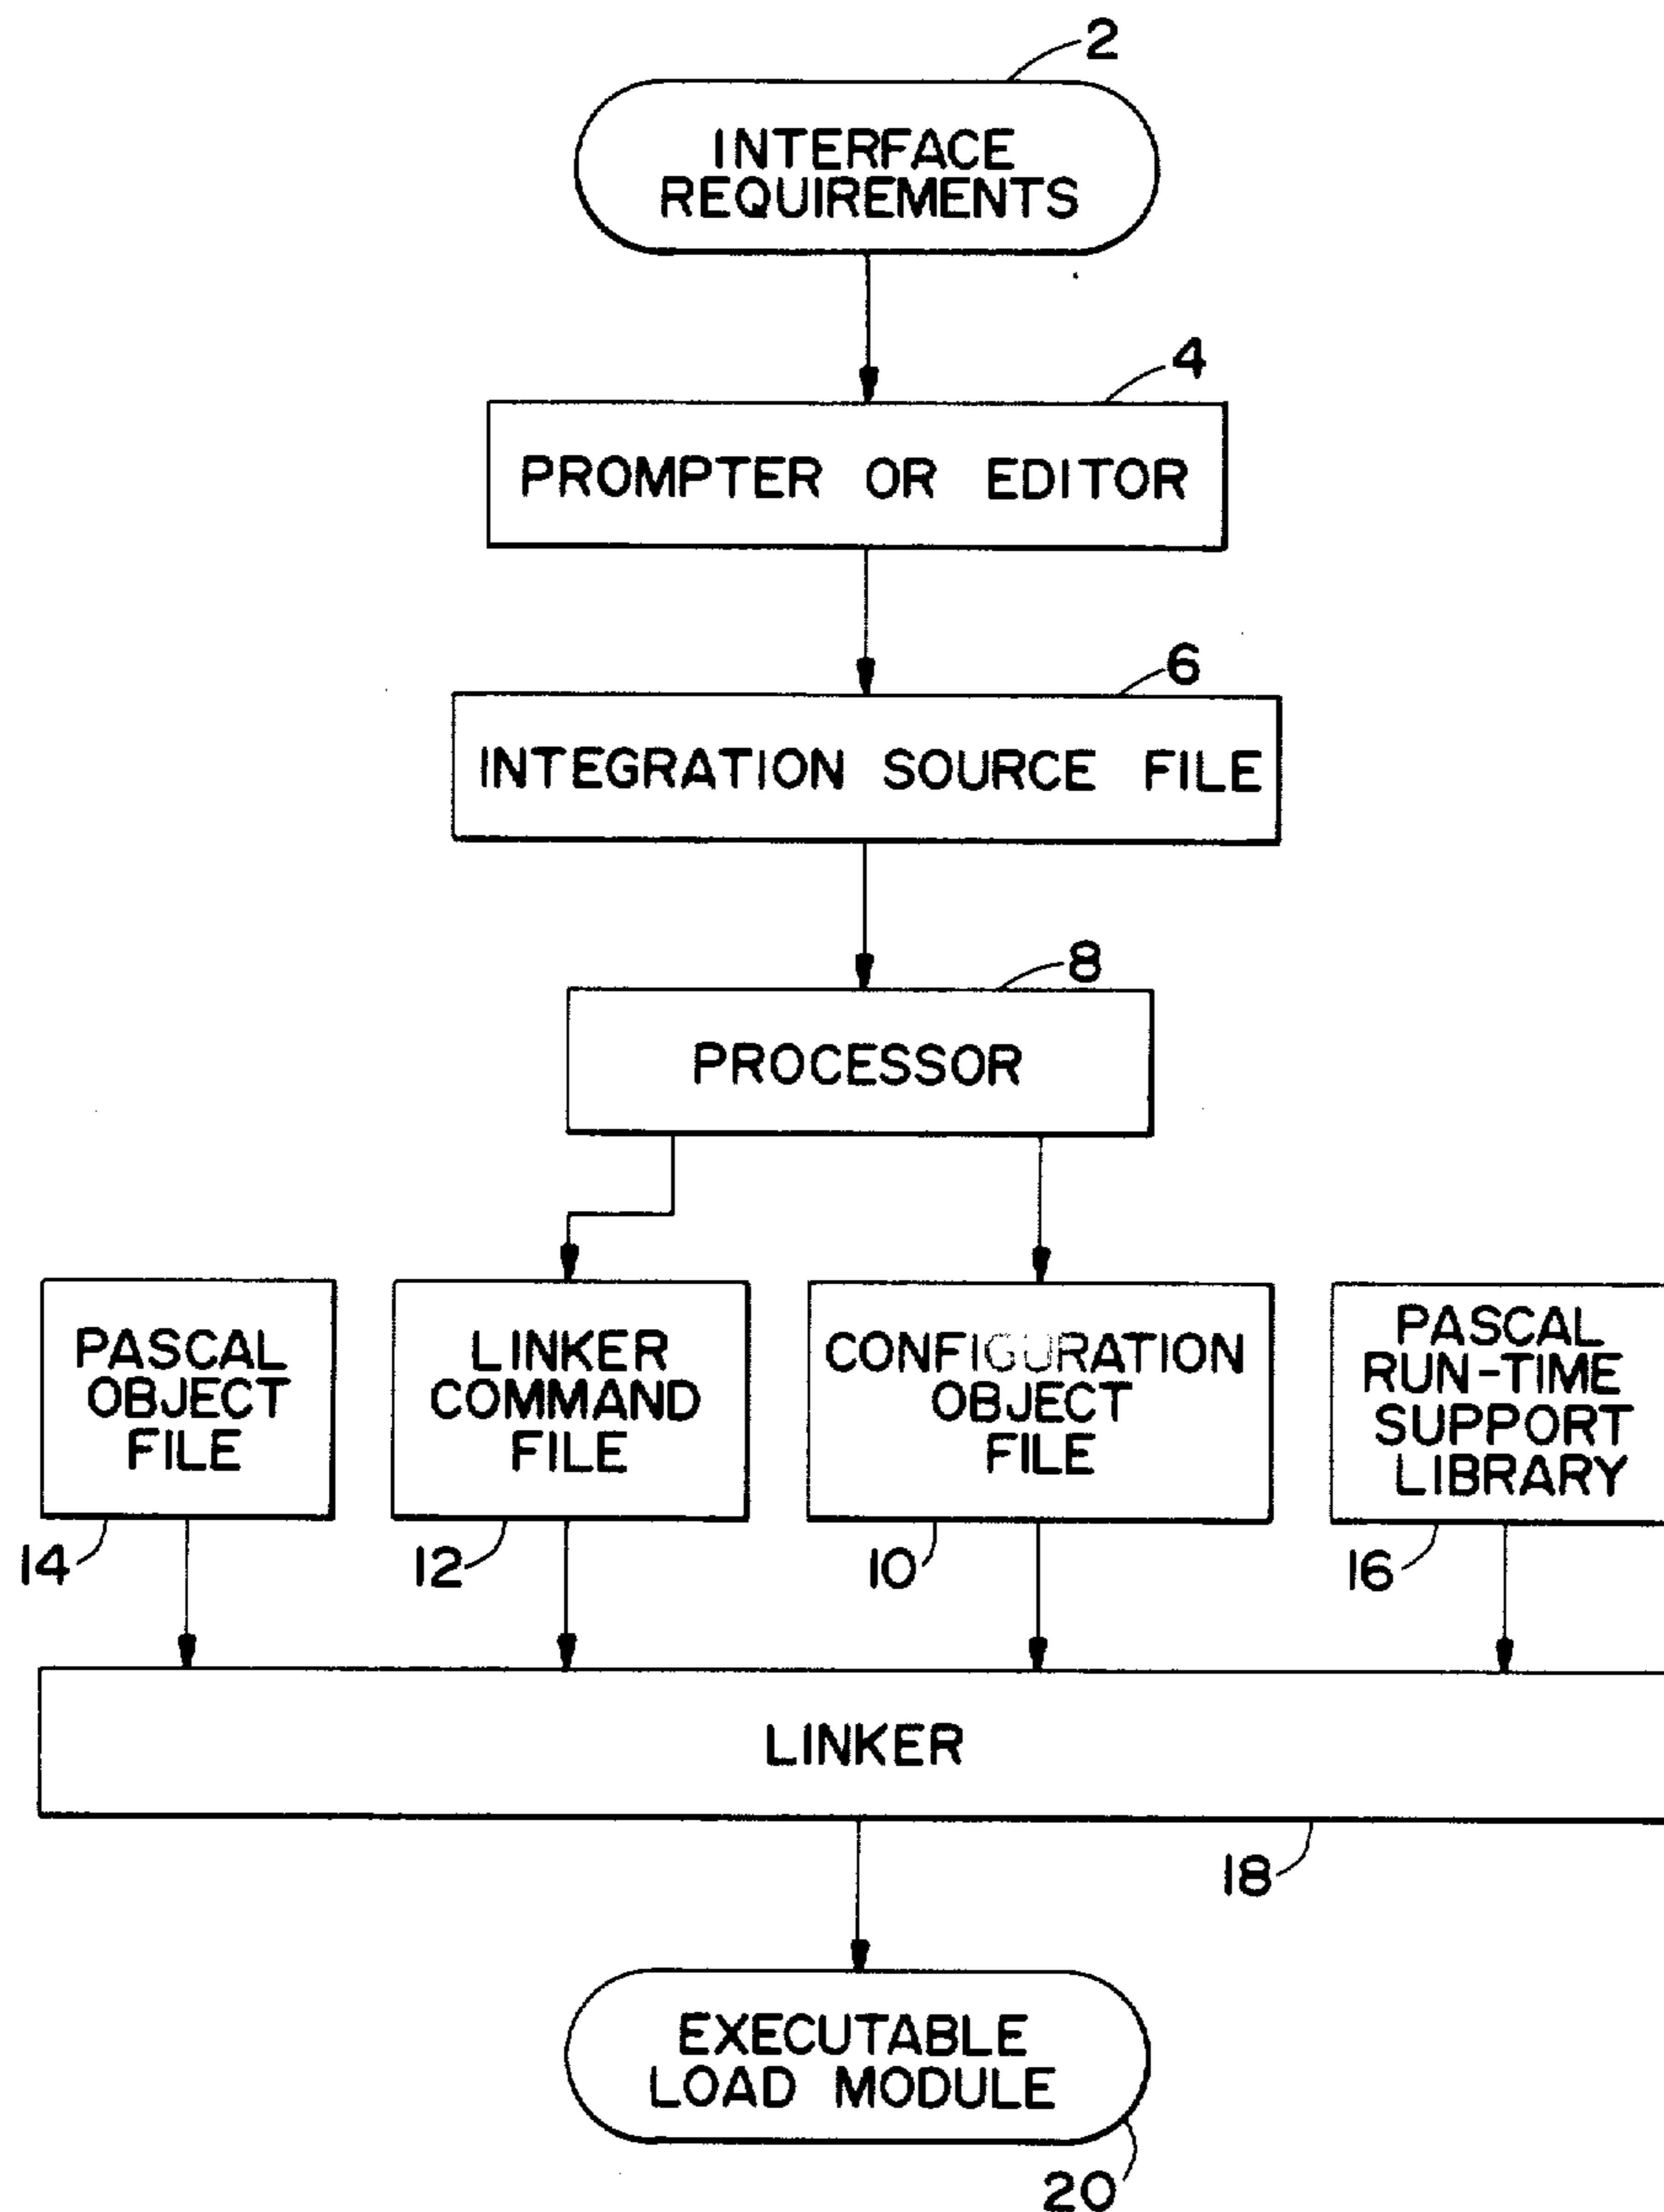 2
INTERFACE
REQUIREMENTS
4
PROMPTER OR EDITOR
6
INTEGRATION SOURCE FILE
8
PROCESSOR
PASCAL
OBJECT
FILE
14
LINKER
COMMAND
FILE
12
CONFIGURATION
OBJECT
FILE
10
PASCAL
RUN-TIME
SUPPORT
LIBRARY
16
LINKER
18
EXECUTABLE
LOAD MODULE
20